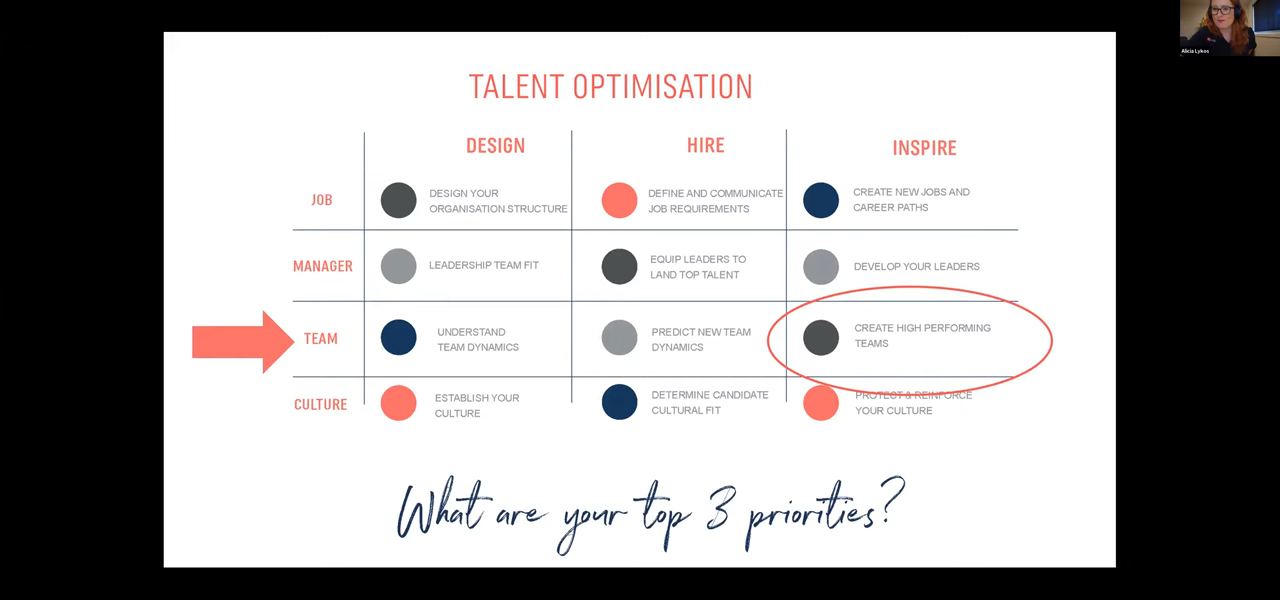 Alicia Lykos
TALENT OPTIMISATION
DESIGN
HIRE
INSPIRE
JOB
DESIGN YOUR
ORGANISATION STRUCTURE
DEFINE AND COMMUNICATE
JOB REQUIREMENTS
CREATE NEW JOBS AND
CAREER PATHS
MANAGER
LEADERSHIP TEAM FIT
EQUIP LEADERS TO
LAND TOP TALENT
DEVELOP YOUR LEADERS
TEAM
UNDERSTAND
TEAM DYNAMICS
PREDICT NEW TEAM
DYNAMICS
CREATE HIGH PERFORMING
TEAMS
CULTURE
ESTABLISH YOUR
CULTURE
DETERMINE CANDIDATE
CULTURAL FIT
PROTECT & REINFORCE
YOUR CULTURE
What are your top 3 priorities?